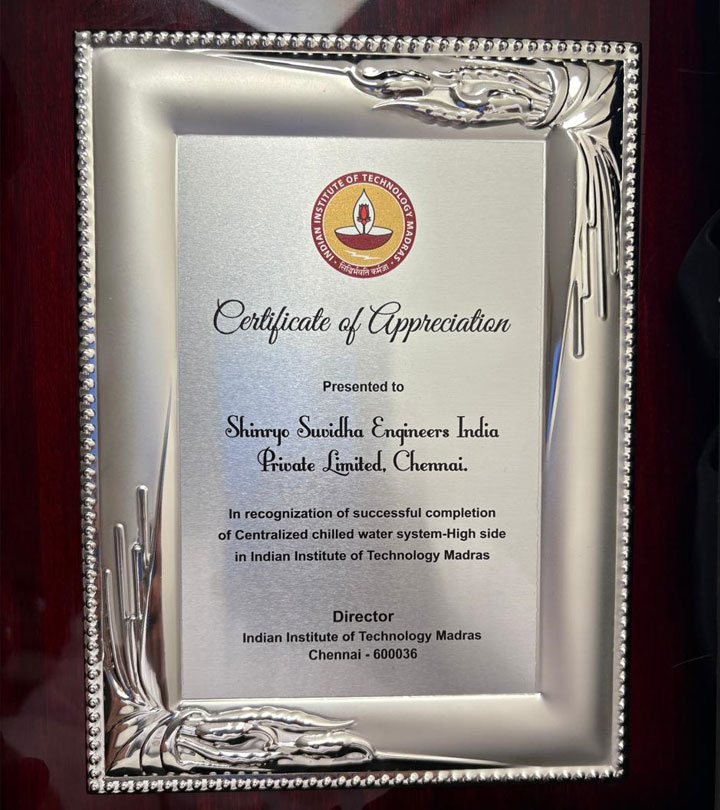 INDIAN INSTITUTE OF TECHNOLOGY MADRAS
सिद्धिर्भवति कर्मजा
Certificate of Appreciation
Presented to
Shinryo Suvidha Engineers India
Private Limited, Chennai.
In recognization of successful completion
of Centralized chilled water system-High side
in Indian Institute of Technology Madras
Director
Indian Institute of Technology Madras
Chennai - 600036